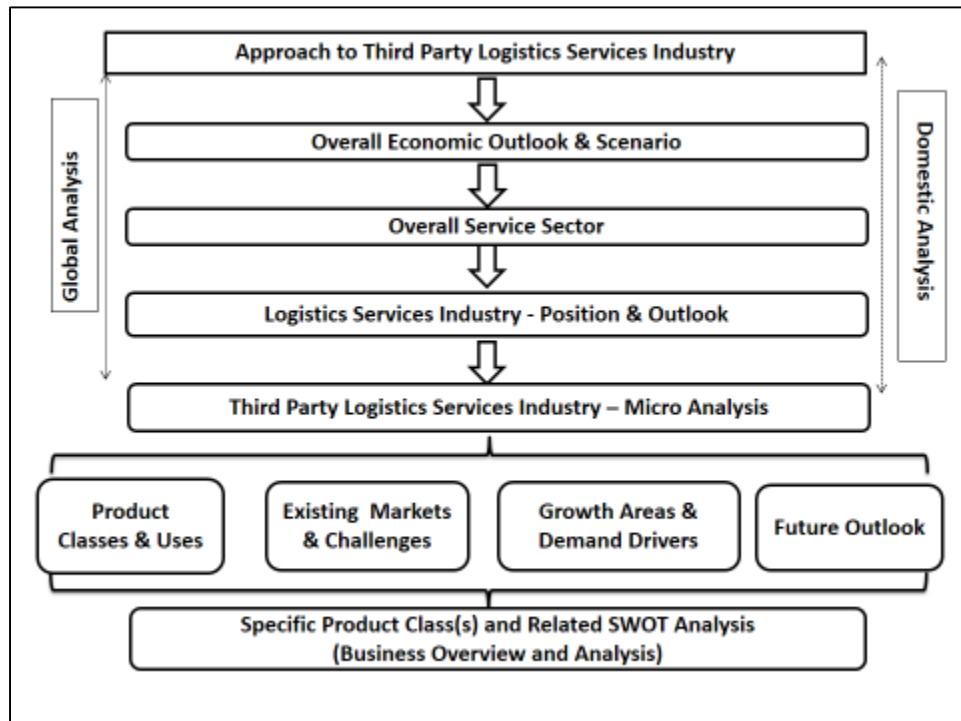 Approach to Third Party Logistics Services Industry
Global Analysis
Domestic Analysis
Overall Economic Outlook & Scenario
Overall Service Sector
Logistics Services Industry - Position & Outlook
Third Party Logistics Services Industry – Micro Analysis
Product
Classes & Uses
Existing Markets
& Challenges
Growth Areas &
Demand Drivers
Future Outlook
Specific Product Class(s) and Related SWOT Analysis
(Business Overview and Analysis)